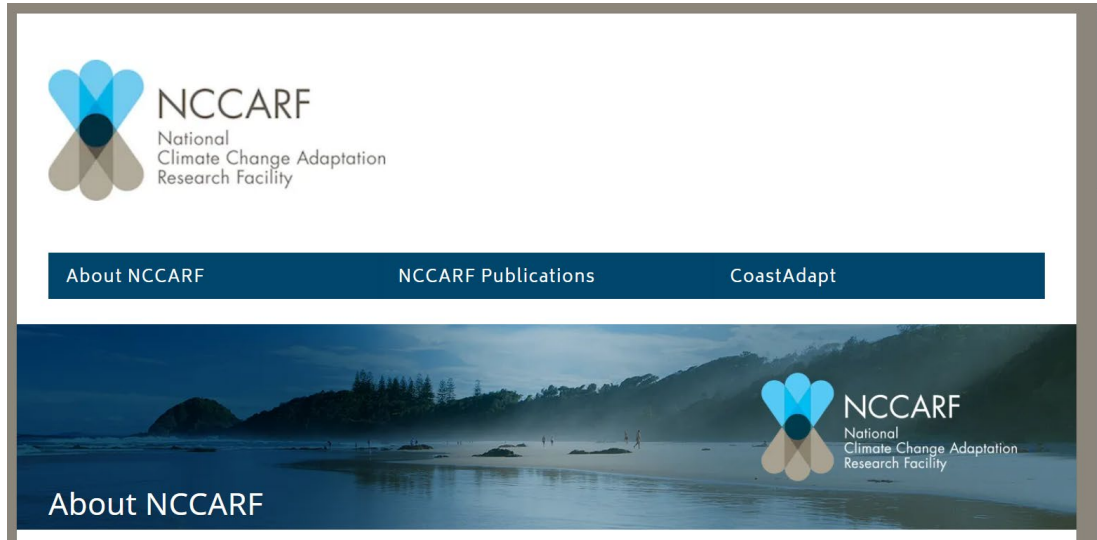 NCCARF
National
Climate Change Adaptation
Research Facility
About NCCARF
NCCARF Publications
CoastAdapt
NCCARF
National
Climate Change Adaptation
Research Facility
About NCCARF